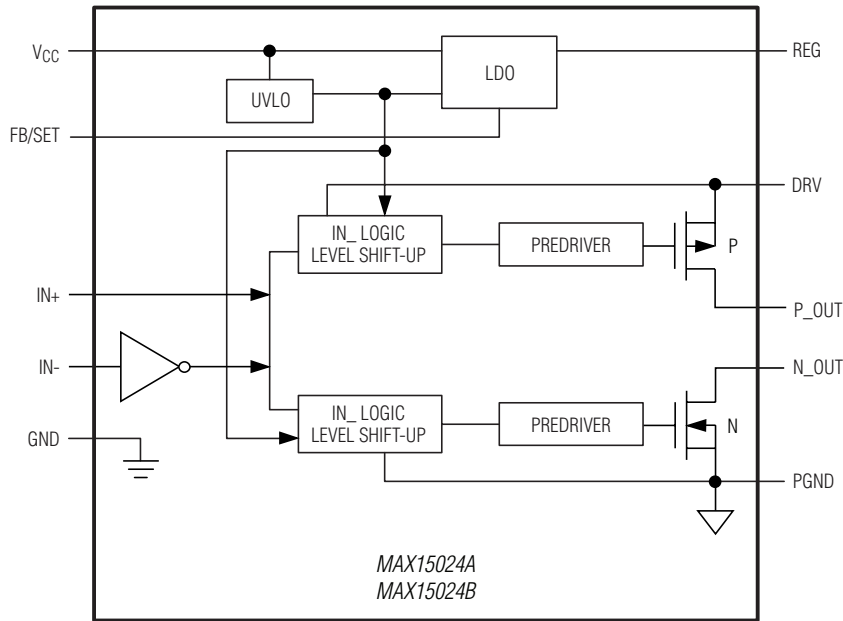 VCC
LDO
REG
UVLO
FB/SET
DRV
IN_ LOGIC
LEVEL SHIFT-UP
PREDRIVER
P
IN+
P_OUT
IN-
N_OUT
IN_ LOGIC
LEVEL SHIFT-UP
PREDRIVER
N
GND
PGND
MAX15024A
MAX15024B